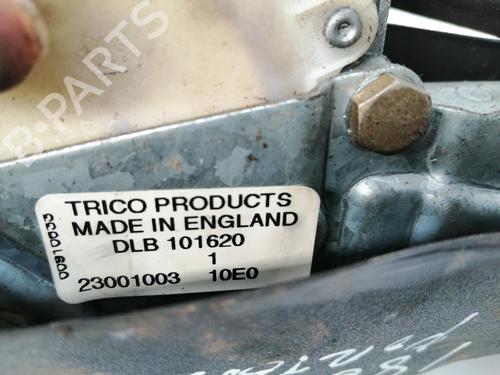 B-PARTS
TRICO PRODUCTS
MADE IN ENGLAND
DLB 101620
1
23001003 10E0